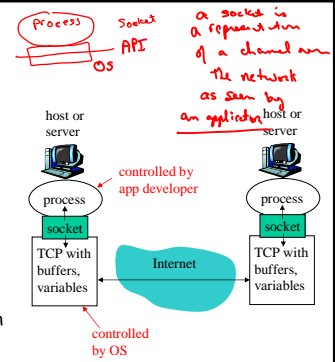 Process
Socket
API
OS
a socket is
a representation
of a channel over
the network
as seen by
an application
host or
server
host or
server
controlled by
app developer
process
process
socket
socket
TCP with
buffers,
variables
Internet
TCP with
buffers,
variables
controlled
by OS